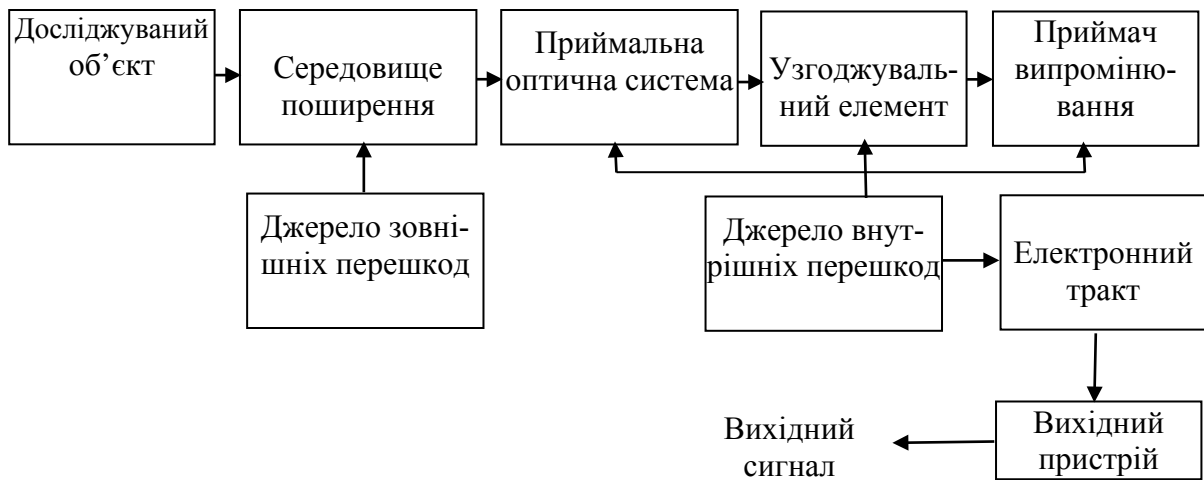 Досліджуваний
об’єкт
Середовище
поширення
Приймальна
оптична система
Узгоджуваль-
ний елемент
Приймач
випроміню-
вання
Джерело зовні-
шніх перешкод
Джерело внут-
рішніх перешкод
Електронний
тракт
Вихідний
сигнал
Вихідний
пристрій